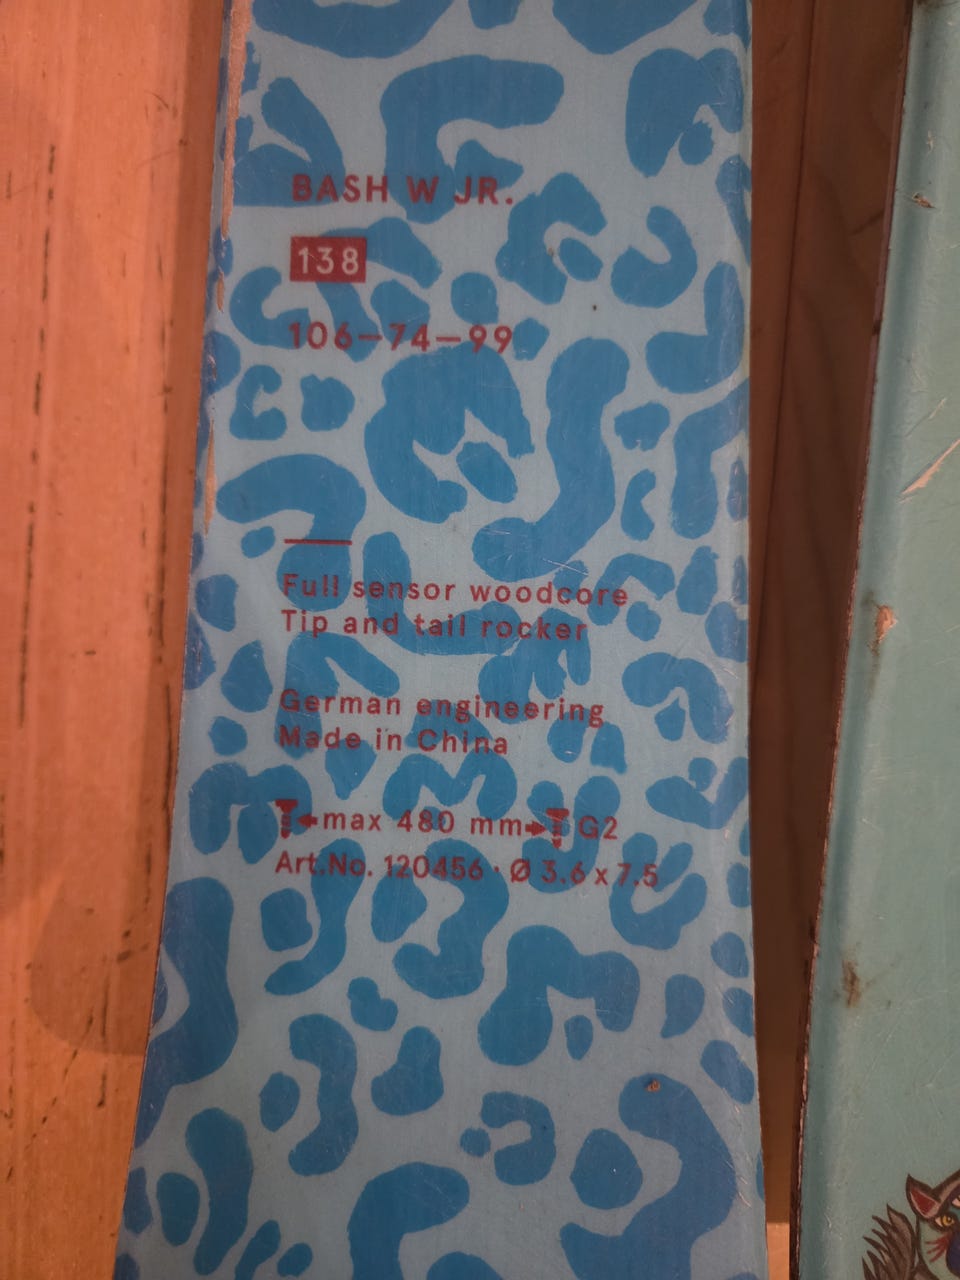 BASH W JR.
138
106-74-99
Full sensor woodcore
Tip and tail rocker
German engineering
Made in China
←max 480 mm→ G2
Art.No. 120456 · Ø 3.6 x 7.5